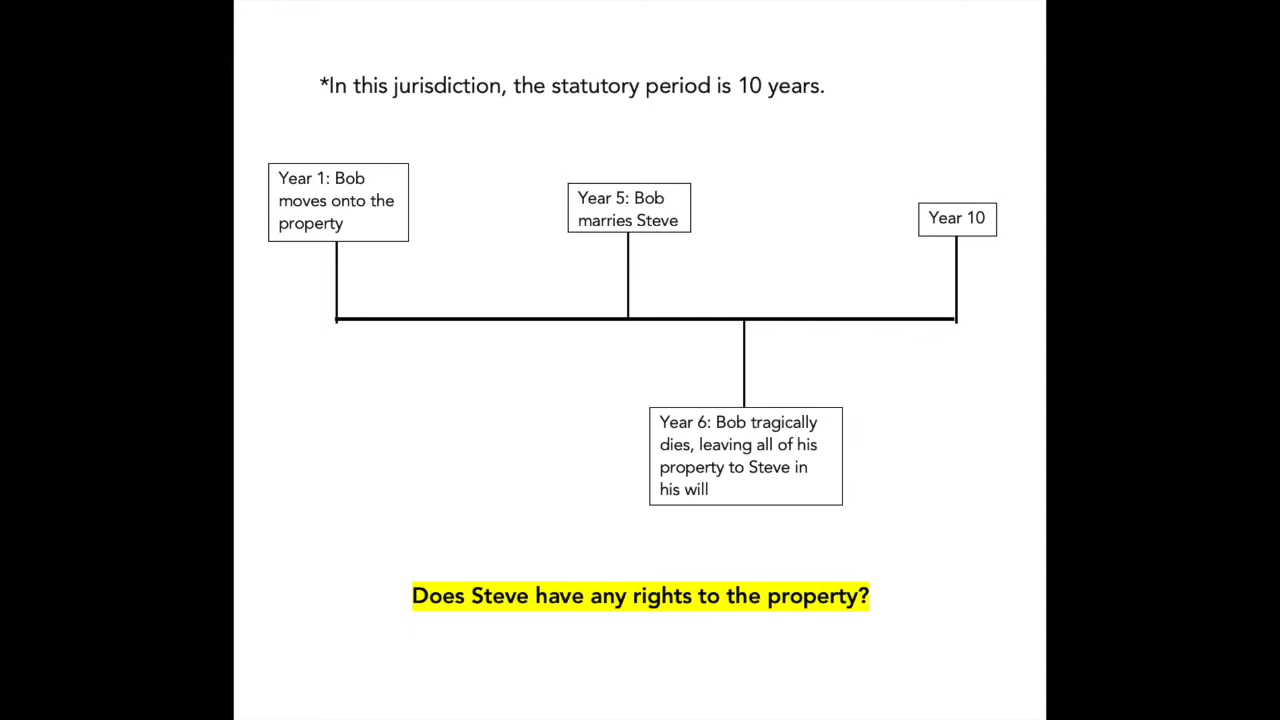 *In this jurisdiction, the statutory period is 10 years.
Year 1: Bob
moves onto the
property
Year 5: Bob
marries Steve
Year 10
Year 6: Bob tragically
dies, leaving all of his
property to Steve in
his will
Does Steve have any rights to the property?